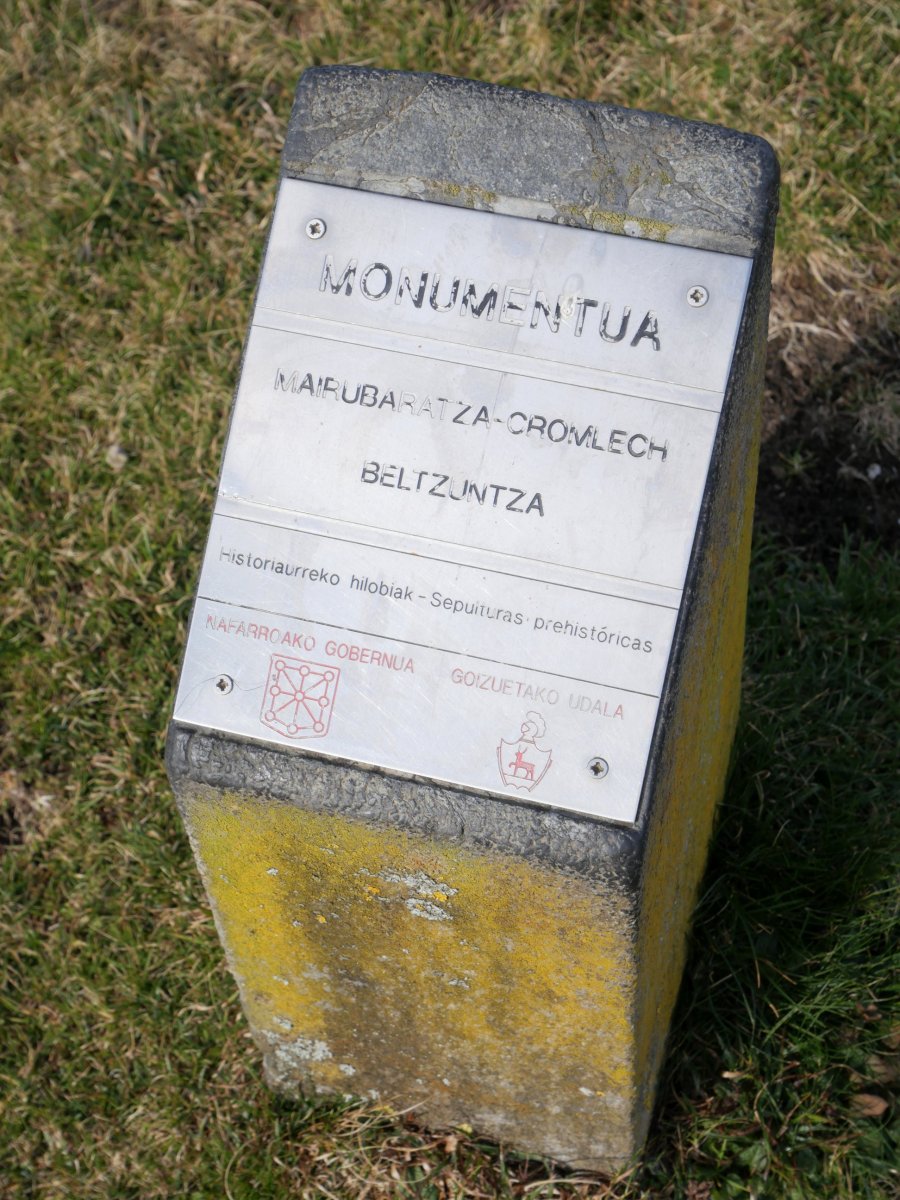 MONUMENTUA
MAIRUBARATZA-CROMLECH
BELTZUNTZA
Historiaurreko hilobiak - Sepulturas prehistóricas
NAFARROAKO GOBERNUA
GOIZUETAKO UDALA